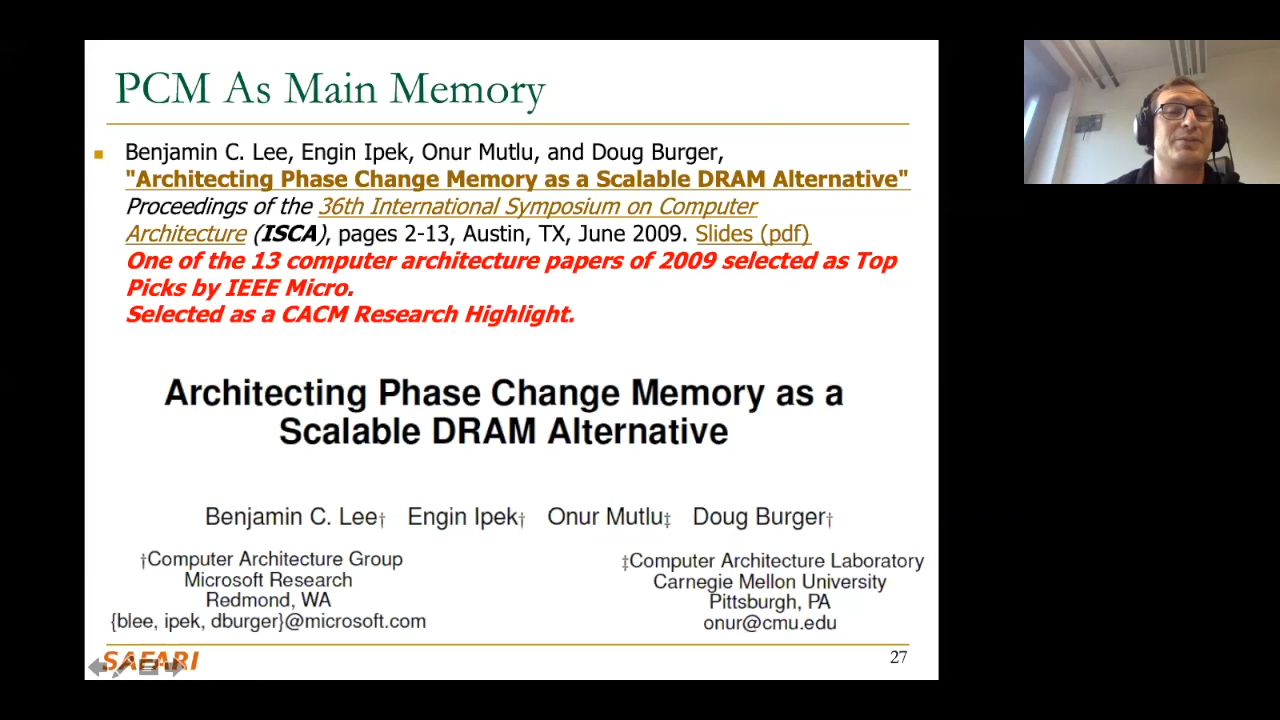 PCM As Main Memory
Benjamin C. Lee, Engin Ipek, Onur Mutlu, and Doug Burger,
"Architecting Phase Change Memory as a Scalable DRAM Alternative"
Proceedings of the 36th International Symposium on Computer
Architecture (ISCA), pages 2-13, Austin, TX, June 2009. Slides (pdf)
One of the 13 computer architecture papers of 2009 selected as Top
Picks by IEEE Micro.
Selected as a CACM Research Highlight.
Architecting Phase Change Memory as a
Scalable DRAM Alternative
Benjamin C. Lee† Engin Ipek† Onur Mutlu‡ Doug Burger†
†Computer Architecture Group
Microsoft Research
Redmond, WA
{blee, ipek, dburger}@microsoft.com
‡Computer Architecture Laboratory
Carnegie Mellon University
Pittsburgh, PA
onur@cmu.edu
SAFARI
27